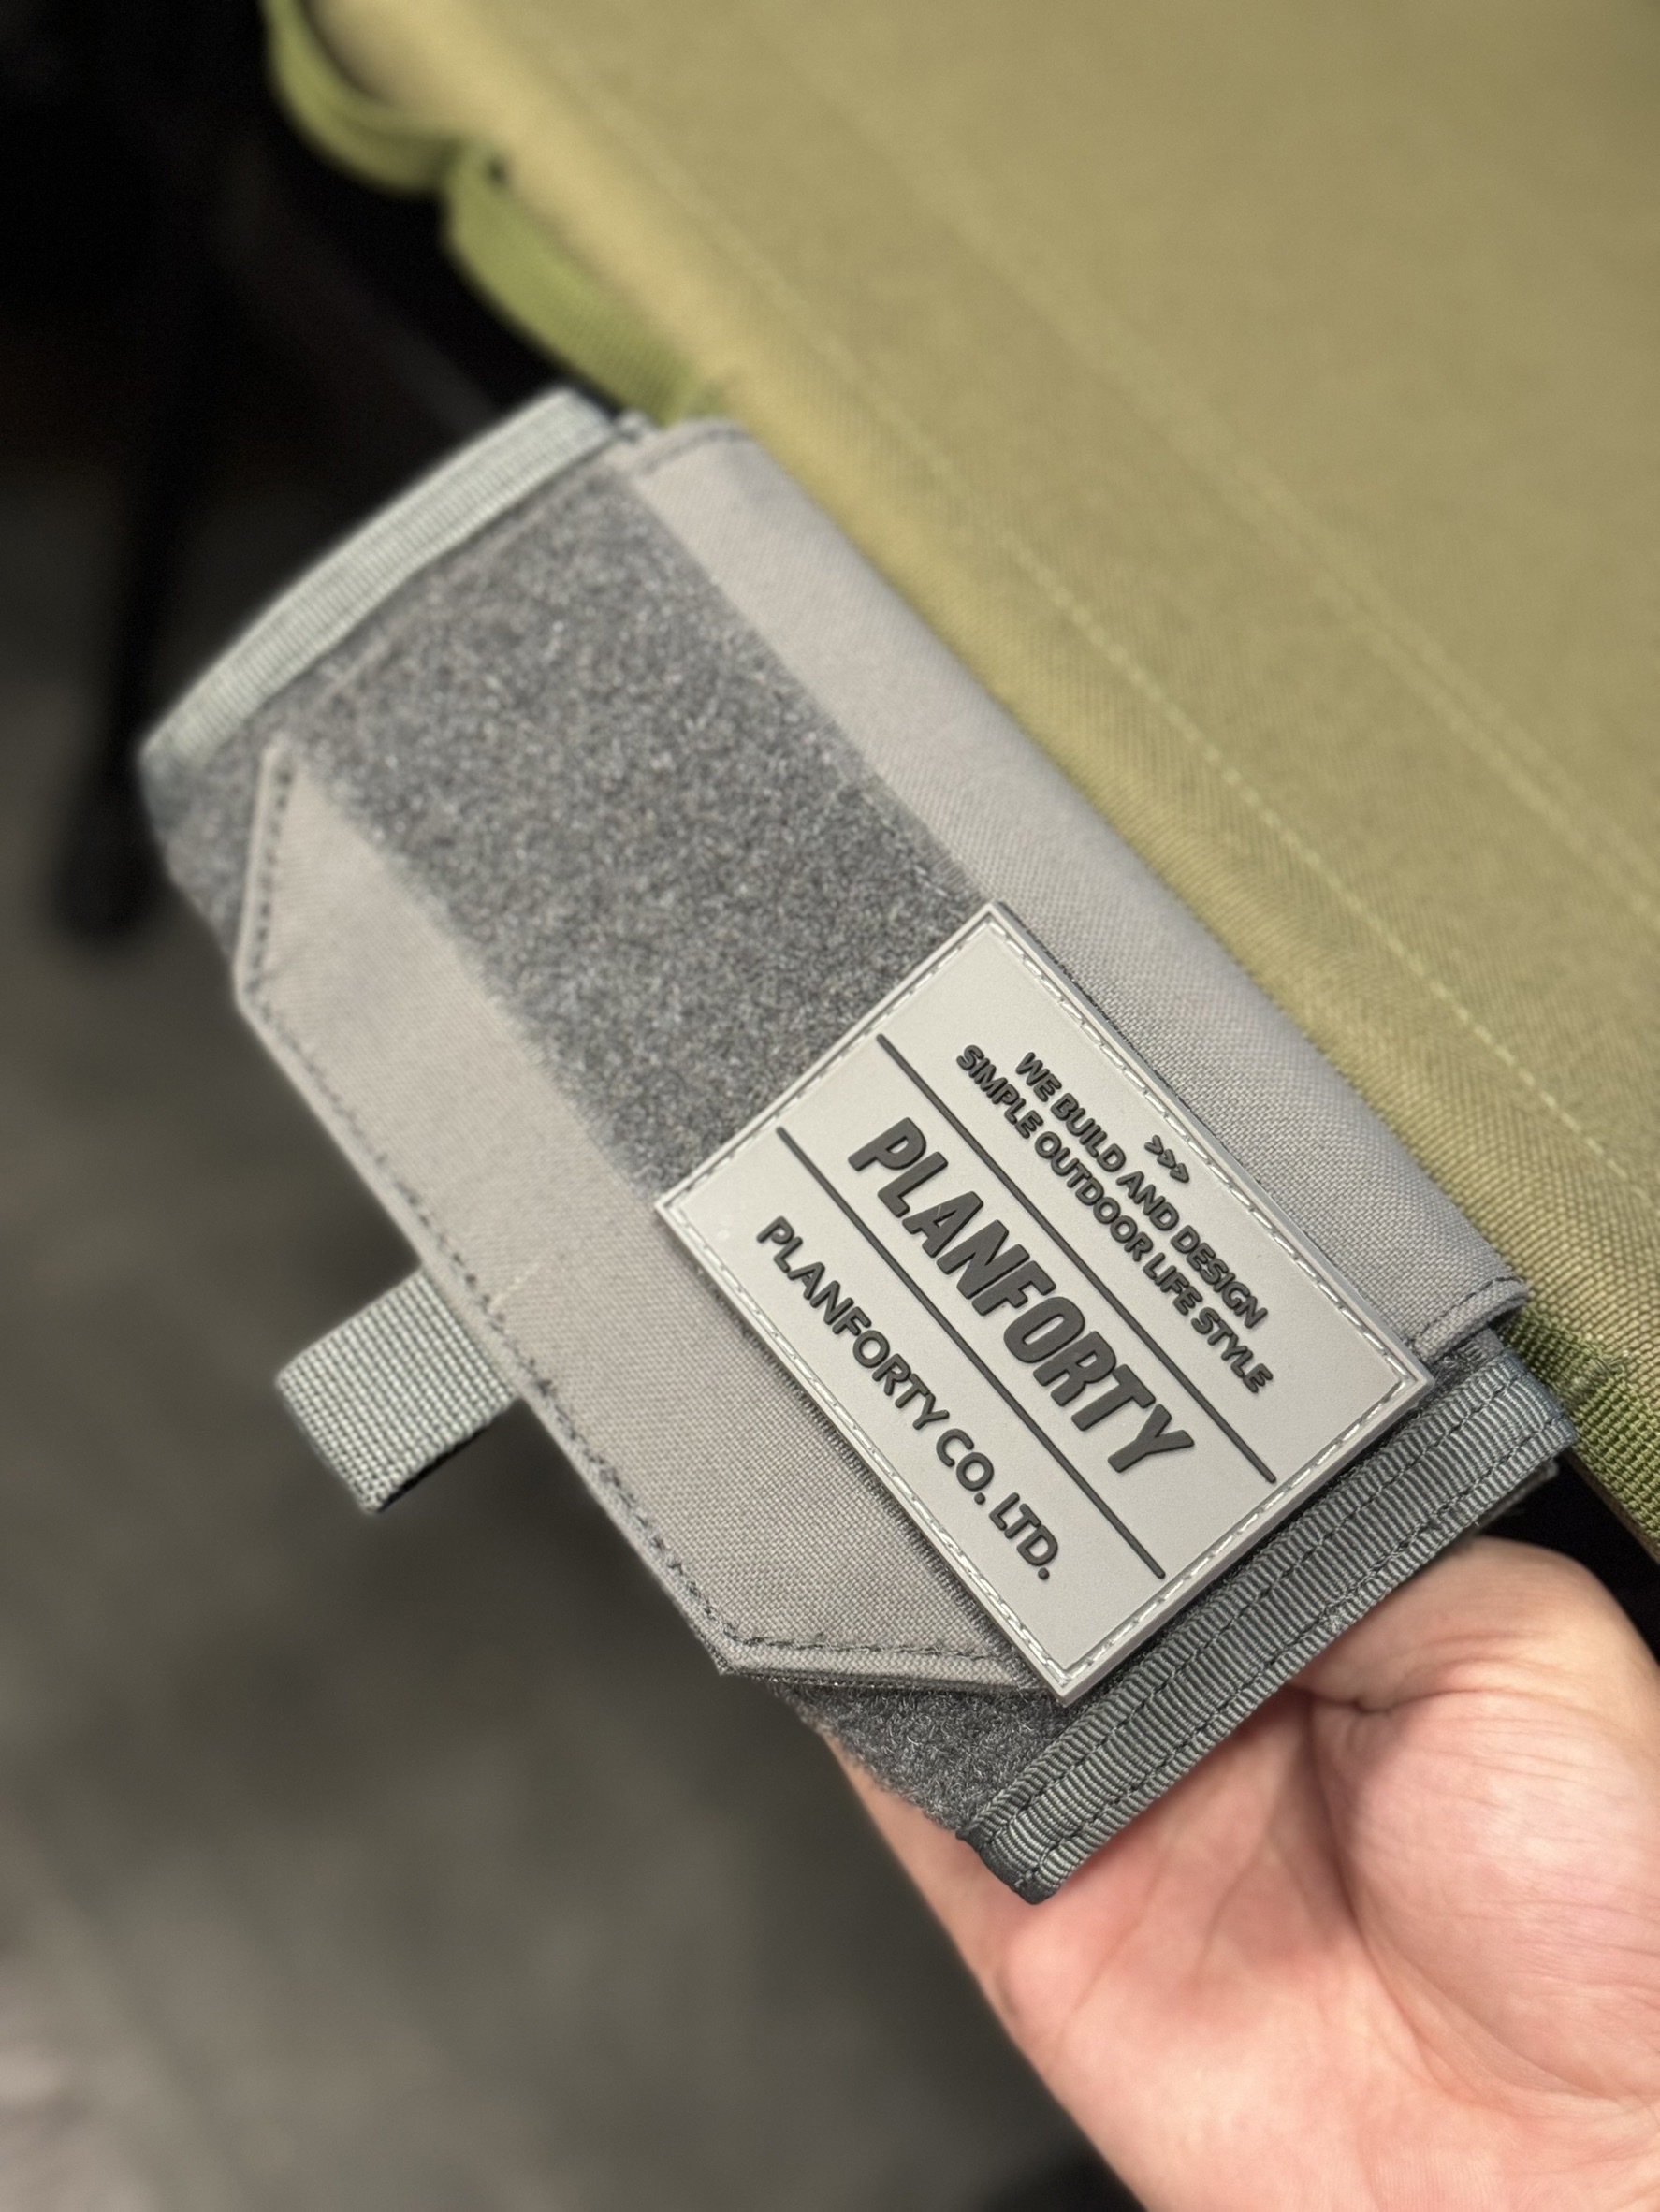 >>>
WE BUILD AND DESIGN
SIMPLE OUTDOOR LIFE STYLE
PLANFORTY
PLANFORTY CO. LTD.